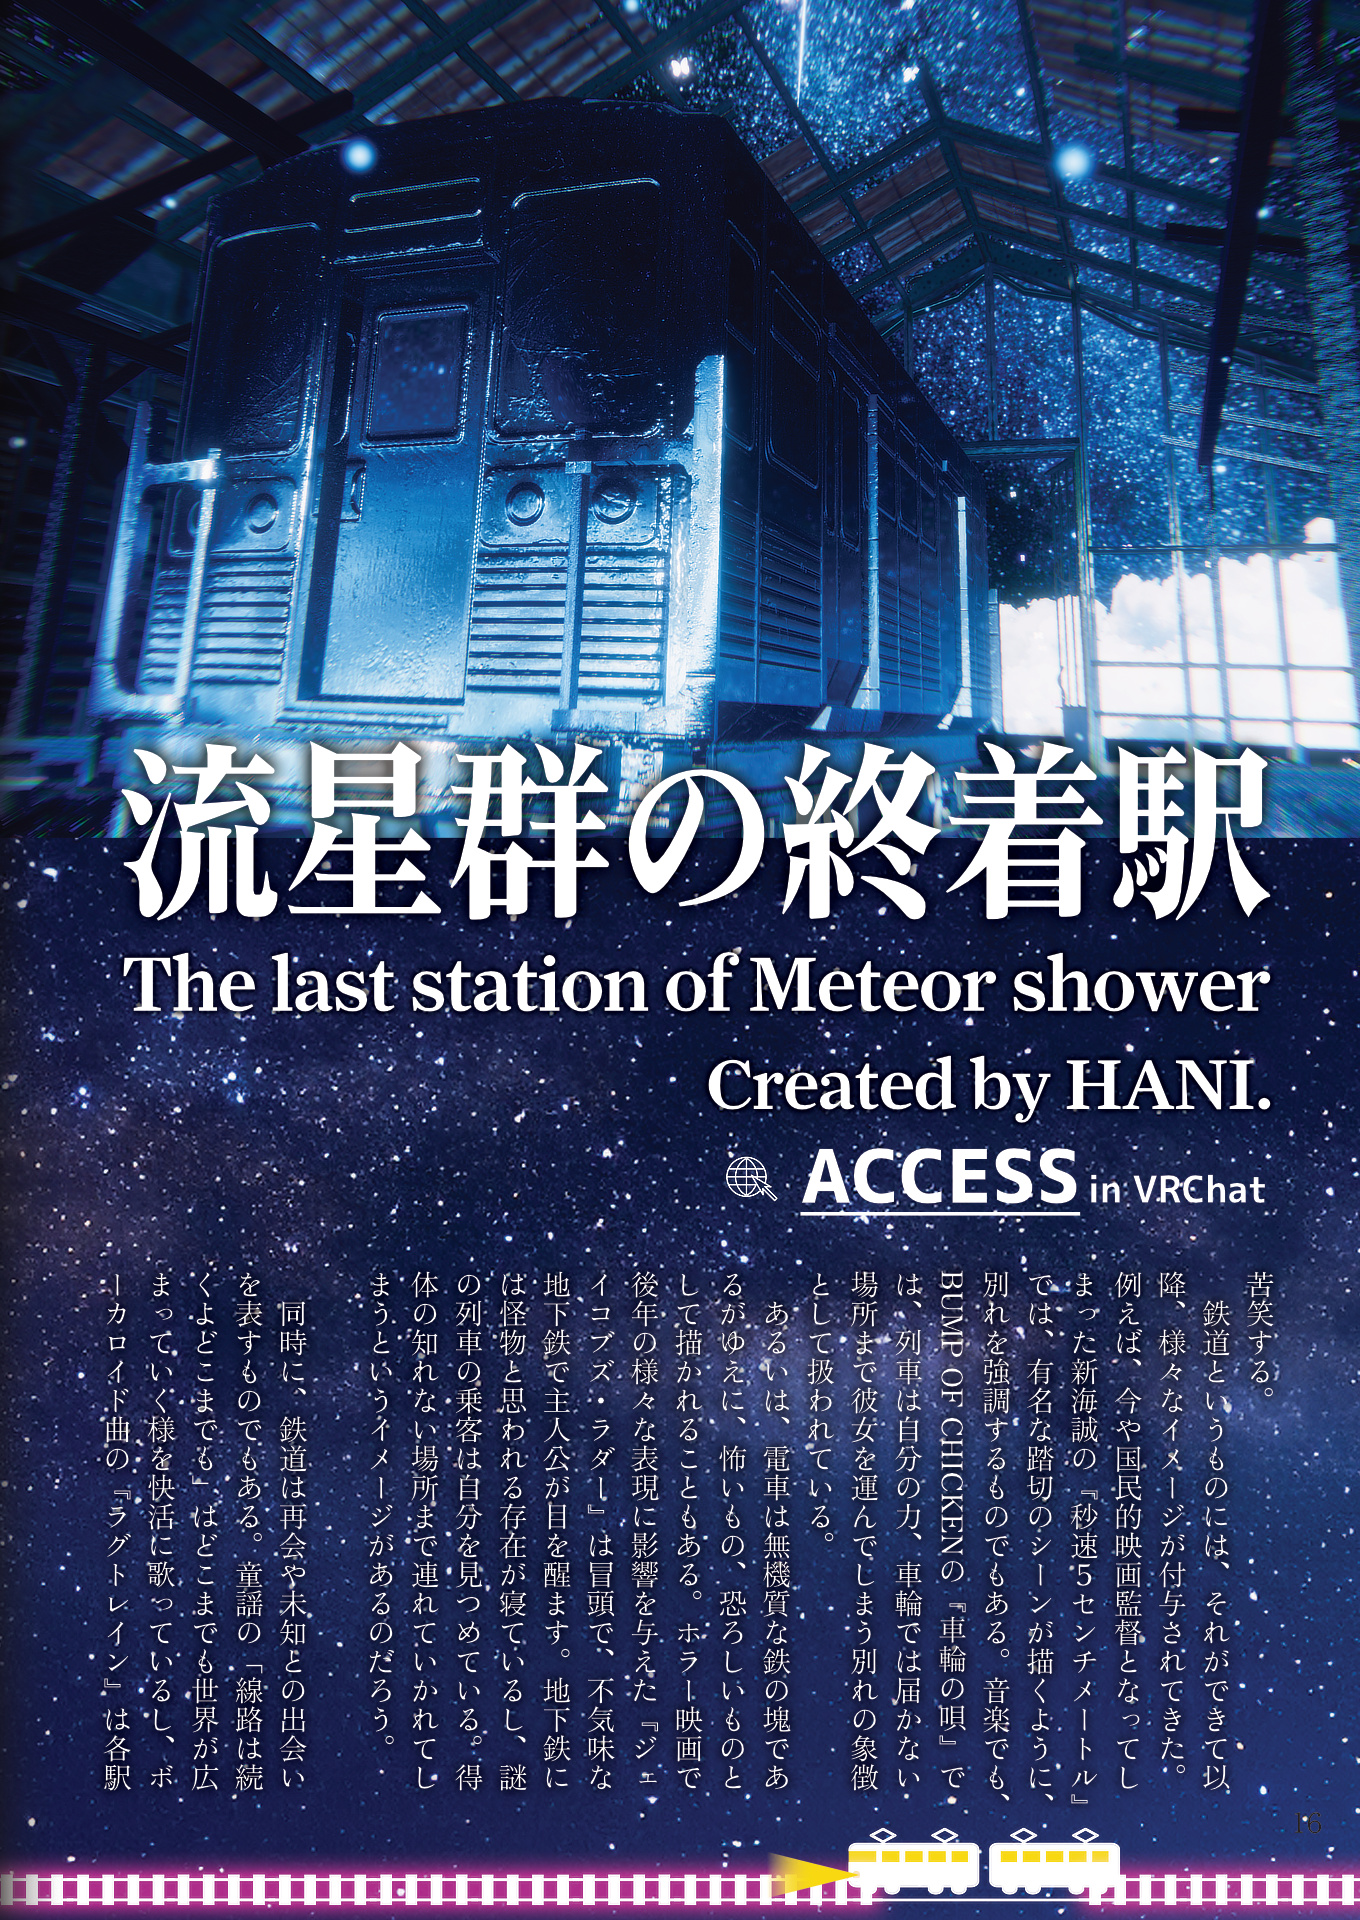 流星群の終着駅
The last station of Meteor shower
Created by HANI.
ACCESS in VRChat
苦笑する。
鉄道というものには、それができて以
降、様々なイメージが付与されてきた。
例えば、今や国民的映画監督となってし
まった新海誠の『秒速5センチメートル』
では、有名な踏切のシーンが描くように、
別れを強調するものでもある。音楽でも、
BUMP OF CHICKENの『車輪の唄』で
は、列車は自分の力、車輪では届かない
場所まで彼女を運んでしまう別れの象徴
として扱われている。
あるいは、電車は無機質な鉄の塊であ
るがゆえに、怖いもの、恐ろしいものと
して描かれることもある。ホラー映画で
後年の様々な表現に影響を与えた『ジェ
イコブズ・ラダー』は冒頭で、不気味な
地下鉄で主人公が目を醒ます。地下鉄に
は怪物と思われる存在が寝ているし、謎
の列車の乗客は自分を見つめている。得
体の知れない場所まで連れていかれてし
まうというイメージがあるのだろう。
同時に、鉄道は再会や未知との出会い
を表すものでもある。童謡の「線路は続
くよどこまでも」はどこまでも世界が広
まっていく様を快活に歌っているし、ボ
ーカロイド曲の『ラグトレイン』は各駅
16